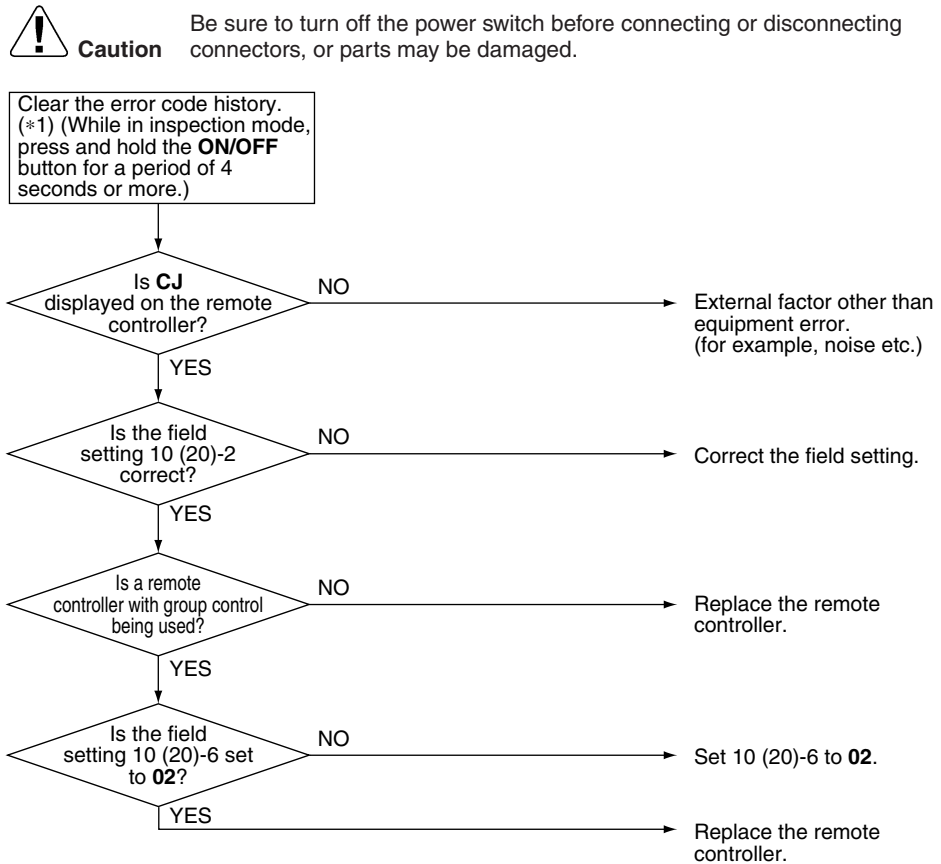 Be sure to turn off the power switch before connecting or disconnecting
Caution connectors, or parts may be damaged.
Clear the error code history.
(*1) (While in inspection mode,
press and hold the ON/OFF
button for a period of 4
seconds or more.)
Is CJ
displayed on the remote
controller?
NO
External factor other than
equipment error.
(for example, noise etc.)
YES
Is the field
setting 10 (20)-2
correct?
NO
Correct the field setting.
YES
Is a remote
controller with group control
being used?
NO
Replace the remote
controller.
YES
Is the field
setting 10 (20)-6 set
to 02?
NO
Set 10 (20)-6 to 02.
YES
Replace the remote
controller.